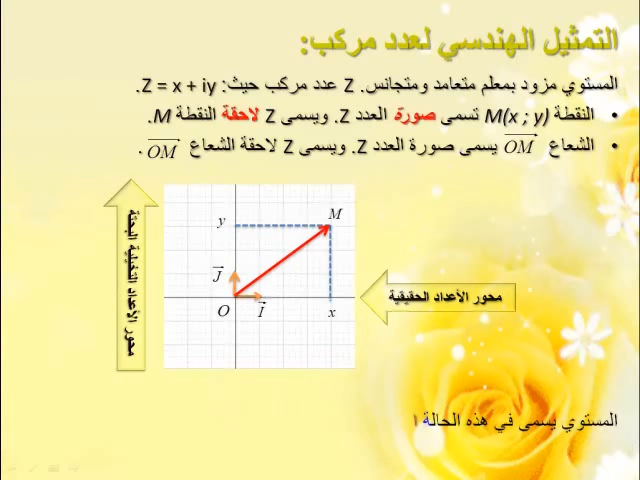 التمثيل الهندسي لعدد مركب:
المستوي مزود بمعلم متعامد ومتجانس. Z عدد مركب حيث: Z = x + iy.
• النقطة M(x ; y) تسمى صورة العدد Z. ويسمى Z لاحقة النقطة M.
• الشعاع OM يسمى صورة العدد Z. ويسمى Z لاحقة الشعاع OM .
محور الأعداد التخيلية البحتة
y
M
J
O
I
x
محور الأعداد الحقيقية
المستوي يسمى في هذه الحالة ا